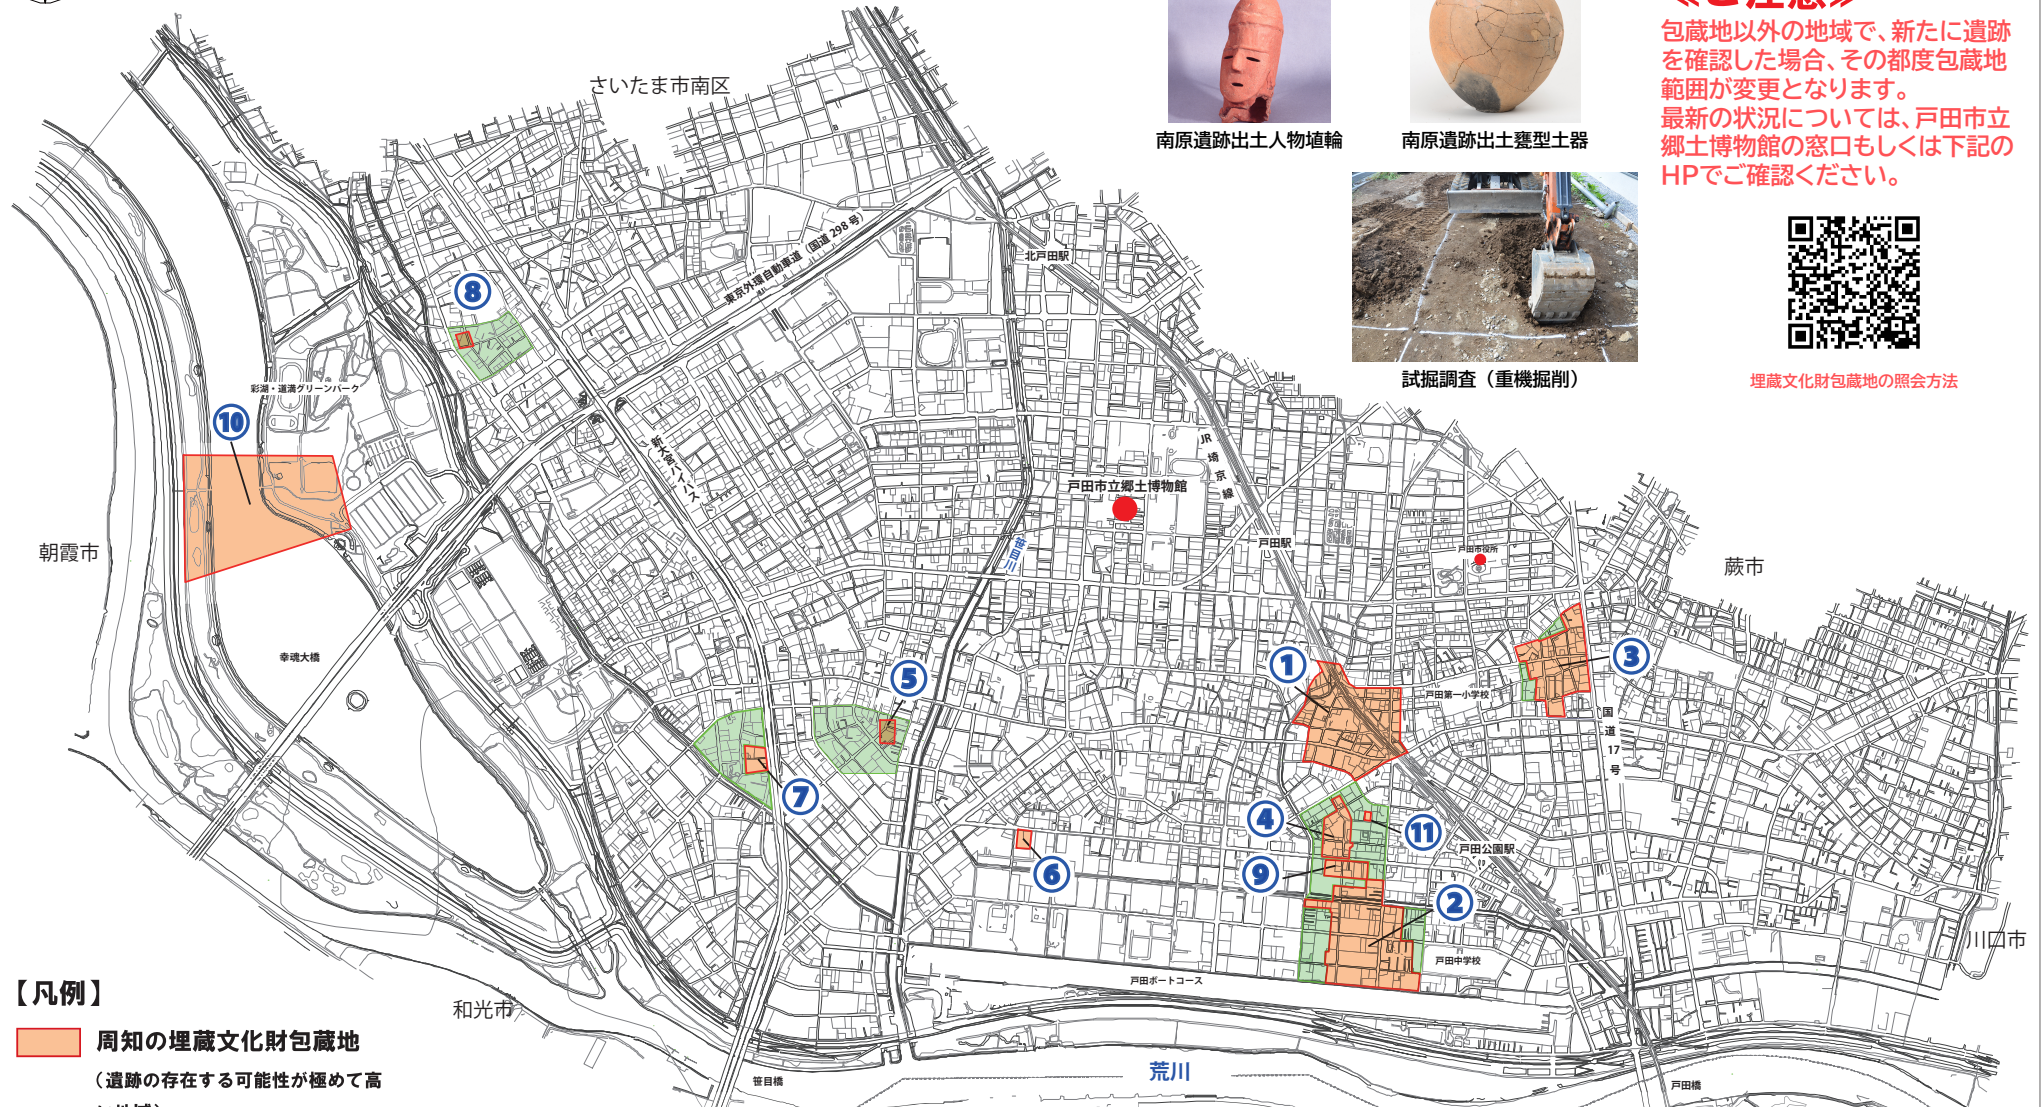 ≪ご注意≫
包蔵地以外の地域で、新たに遺跡
を確認した場合、その都度包蔵地
範囲が変更となります。
最新の状況については、戸田市立
郷土博物館の窓口もしくは下記の
HPでご確認ください。
埋蔵文化財包蔵地の照会方法
南原遺跡出土人物埴輪
南原遺跡出土甕型土器
試掘調査（重機掘削）
さいたま市南区
北戸田駅
東京外環自動車道（国道298号）
⑧
彩湖・道満グリーンパーク
⑩
新大宮バイパス
JR埼京線
戸田市立郷土博物館
笹目川
戸田駅
戸田市役所
朝霞市
蕨市
幸魂大橋
①
③
⑤
戸田第一小学校
国道17号
⑦
④
⑪
戸田公園駅
⑥
⑨
②
川口市
戸田中学校
戸田ボートコース
和光市
荒川
笹目橋
戸田橋
【凡例】
周知の埋蔵文化財包蔵地
（遺跡の存在する可能性が極めて高